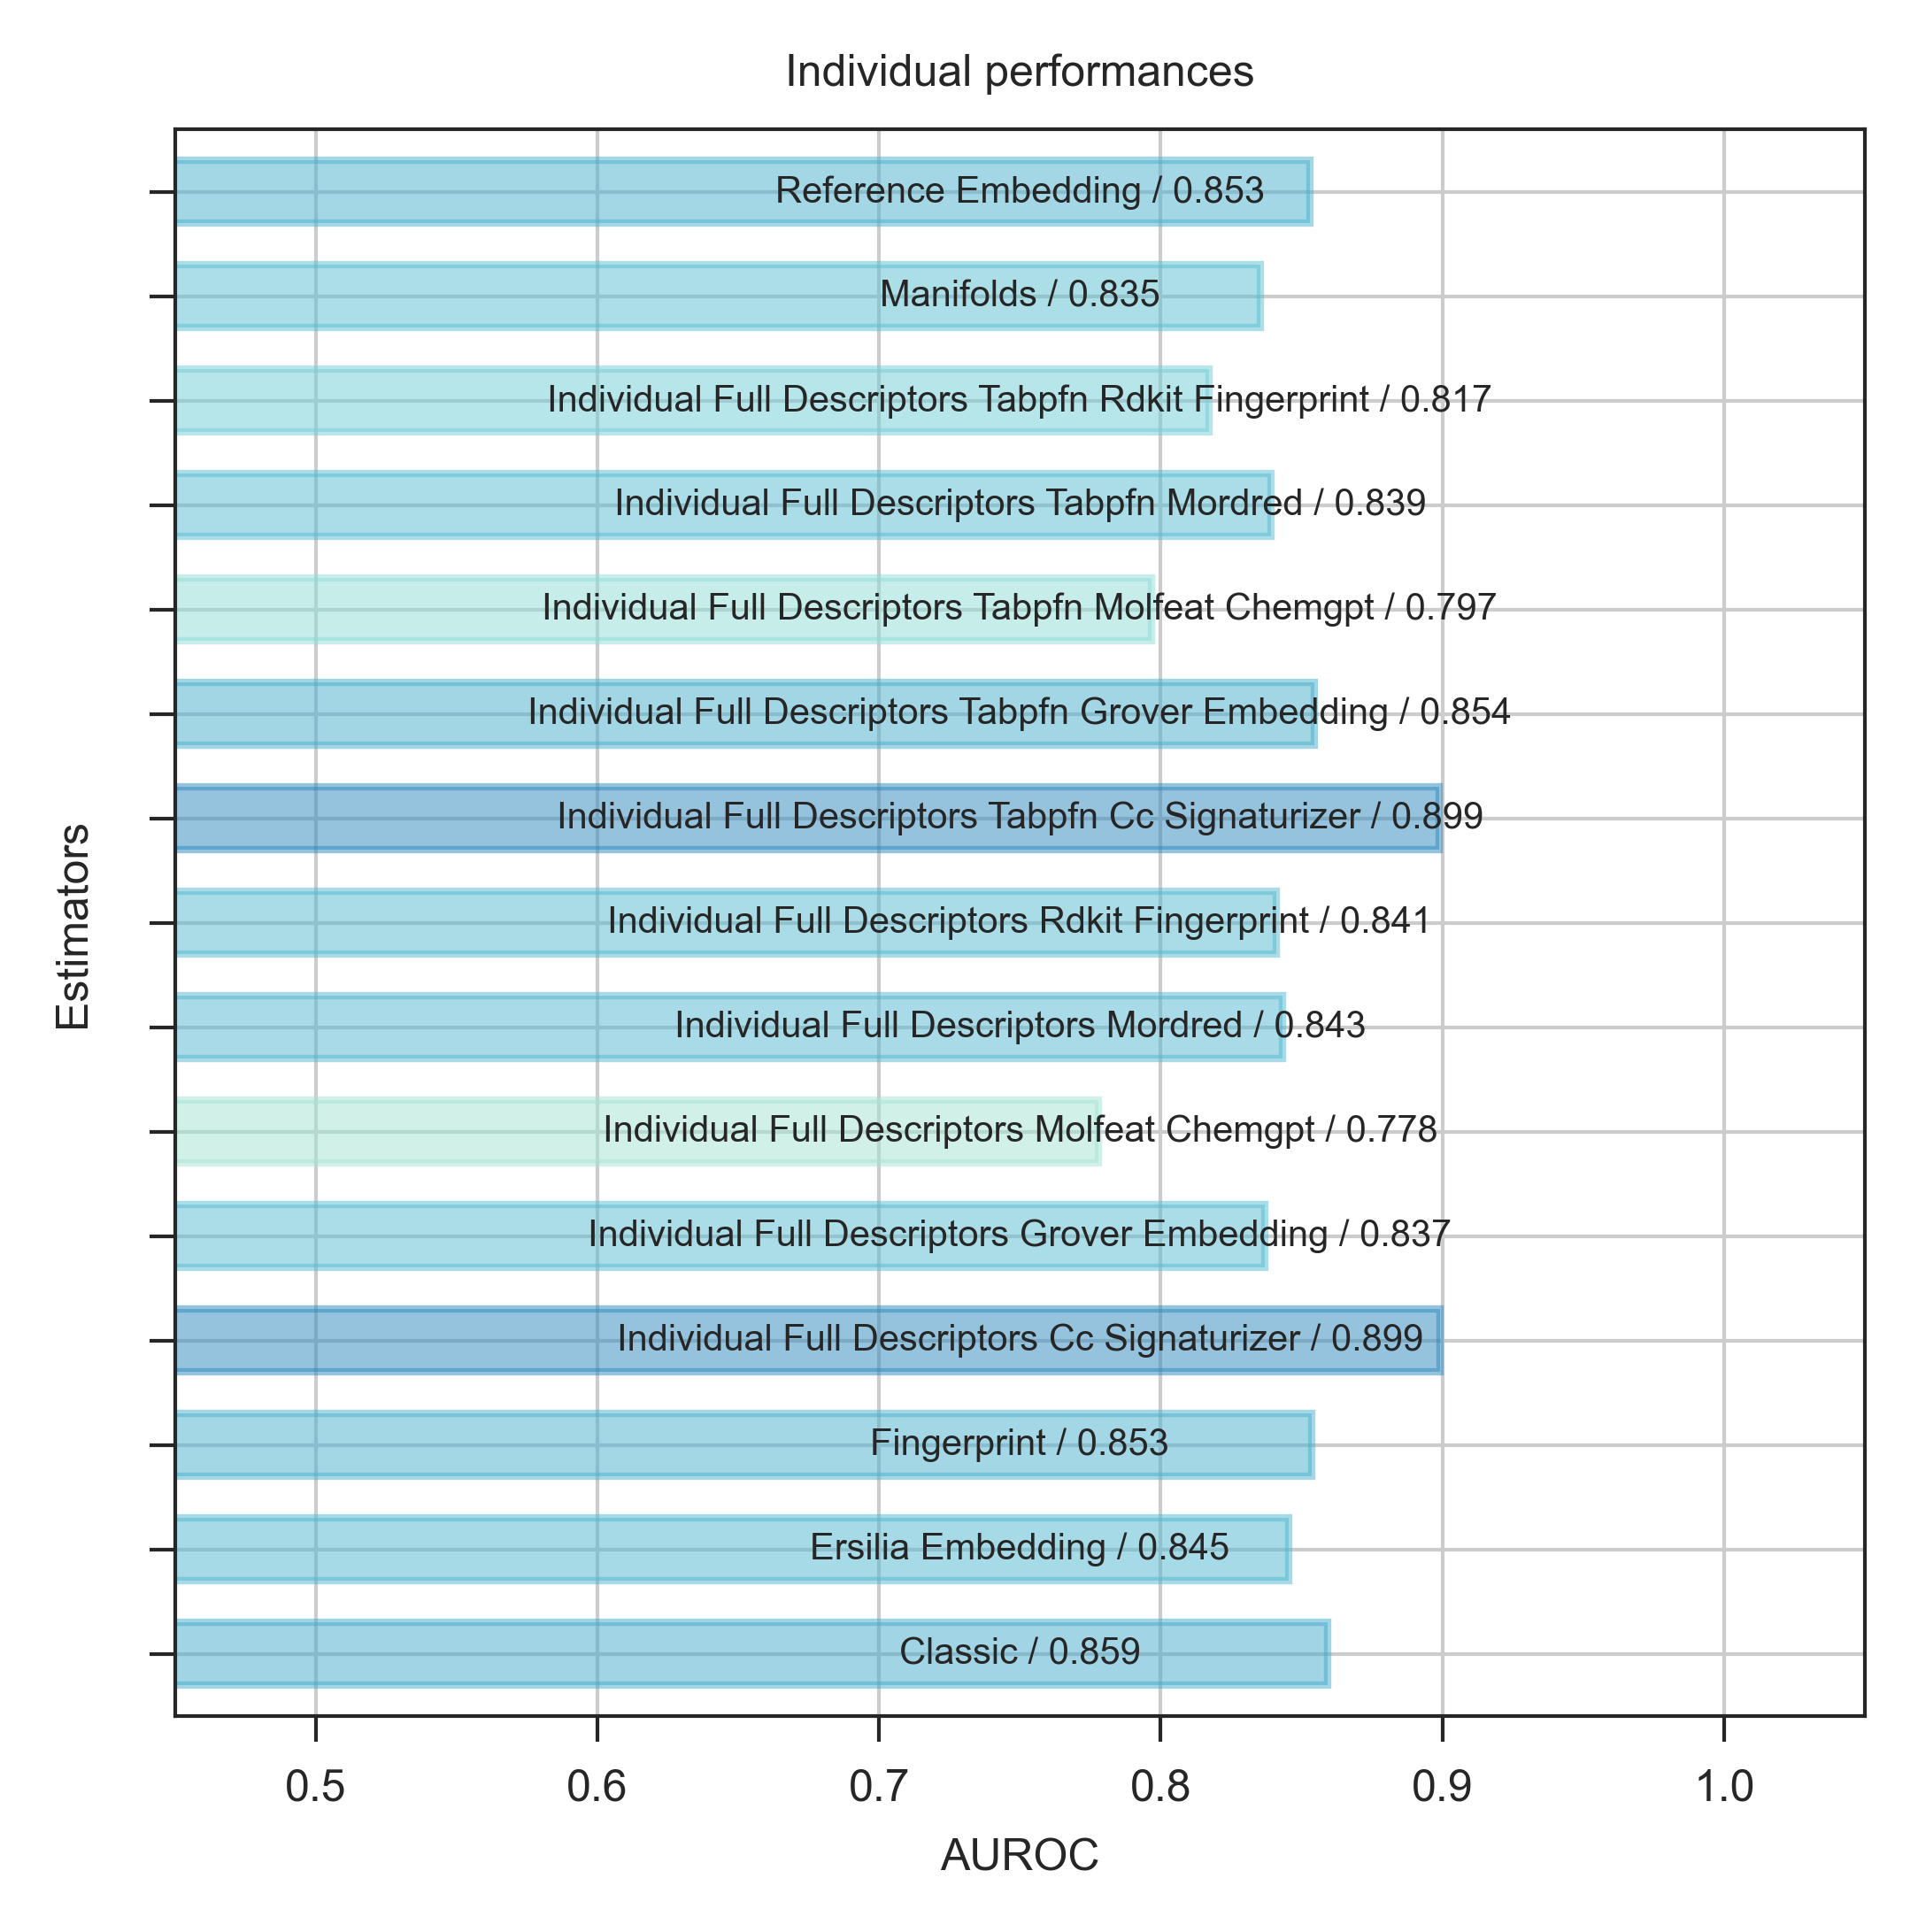 Individual performances
Reference Embedding / 0.853
Manifolds / 0.835
Individual Full Descriptors Tabpfn Rdkit Fingerprint / 0.817
Individual Full Descriptors Tabpfn Mordred / 0.839
Individual Full Descriptors Tabpfn Molfeat Chemgpt / 0.797
Individual Full Descriptors Tabpfn Grover Embedding / 0.854
Individual Full Descriptors Tabpfn Cc Signaturizer / 0.899
Individual Full Descriptors Rdkit Fingerprint / 0.841
Individual Full Descriptors Mordred / 0.843
Individual Full Descriptors Molfeat Chemgpt / 0.778
Individual Full Descriptors Grover Embedding / 0.837
Individual Full Descriptors Cc Signaturizer / 0.899
Fingerprint / 0.853
Ersilia Embedding / 0.845
Classic / 0.859
Estimators
0.5 0.6 0.7 0.8 0.9 1.0
AUROC